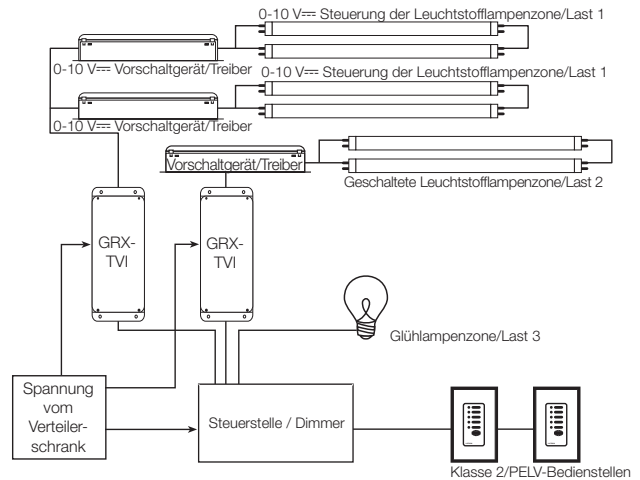 0-10 V⎓ Steuerung der Leuchtstofflampenzone/Last 1
0-10 V⎓ Vorschaltgerät/Treiber
0-10 V⎓ Steuerung der Leuchtstofflampenzone/Last 1
0-10 V⎓ Vorschaltgerät/Treiber
Vorschaltgerät/Treiber
Geschaltete Leuchtstofflampenzone/Last 2
GRX-
TVI
GRX-
TVI
Glühlampenzone/Last 3
Spannung
vom
Verteiler-
schrank
Steuerstelle / Dimmer
Klasse 2/PELV-Bedienstellen